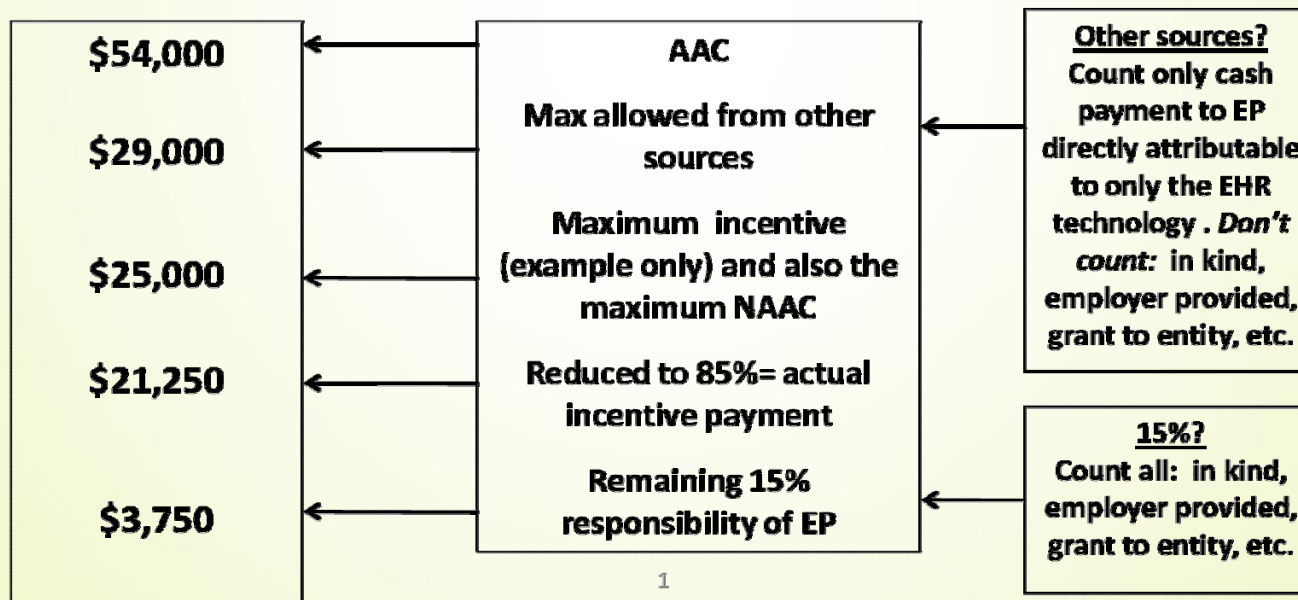 $54,000
$29,000
$25,000
$21,250
$3,750
AAC
Max allowed from other
sources
Maximum incentive
(example only) and also the
maximum NAAC
Reduced to 85%= actual
incentive payment
Remaining 15%
responsibility of EP
Other sources?
Count only cash
payment to EP
directly attributable
to only the EHR
technology . Don't
count: in kind,
employer provided,
grant to entity, etc.
15%?
Count all: in kind,
employer provided,
grant to entity, etc.
1